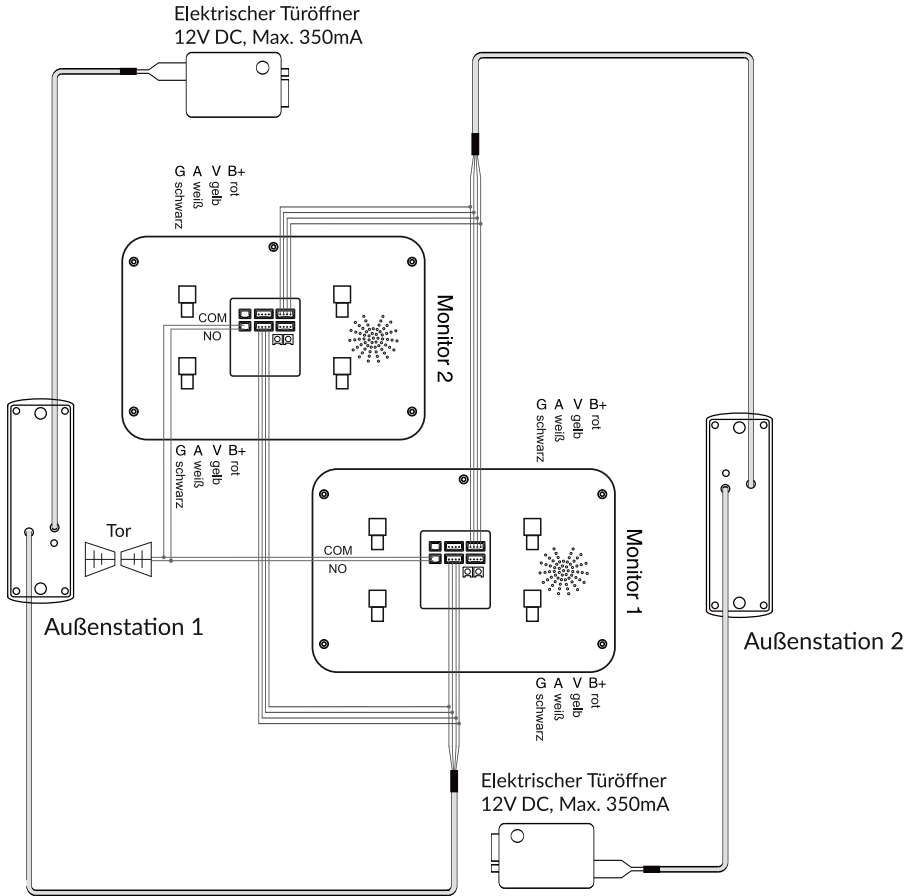 Elektrischer Türöffner
12V DC, Max. 350mA
G A V B+
schwarz
weiß
gelb
rot
COM
NO
Monitor 2
G A V B+
schwarz
weiß
gelb
rot
G A V B+
schwarz
weiß
gelb
rot
Tor
COM
NO
Monitor 1
Außenstation 1
Außenstation 2
G A V B+
schwarz
weiß
gelb
rot
Elektrischer Türöffner
12V DC, Max. 350mA